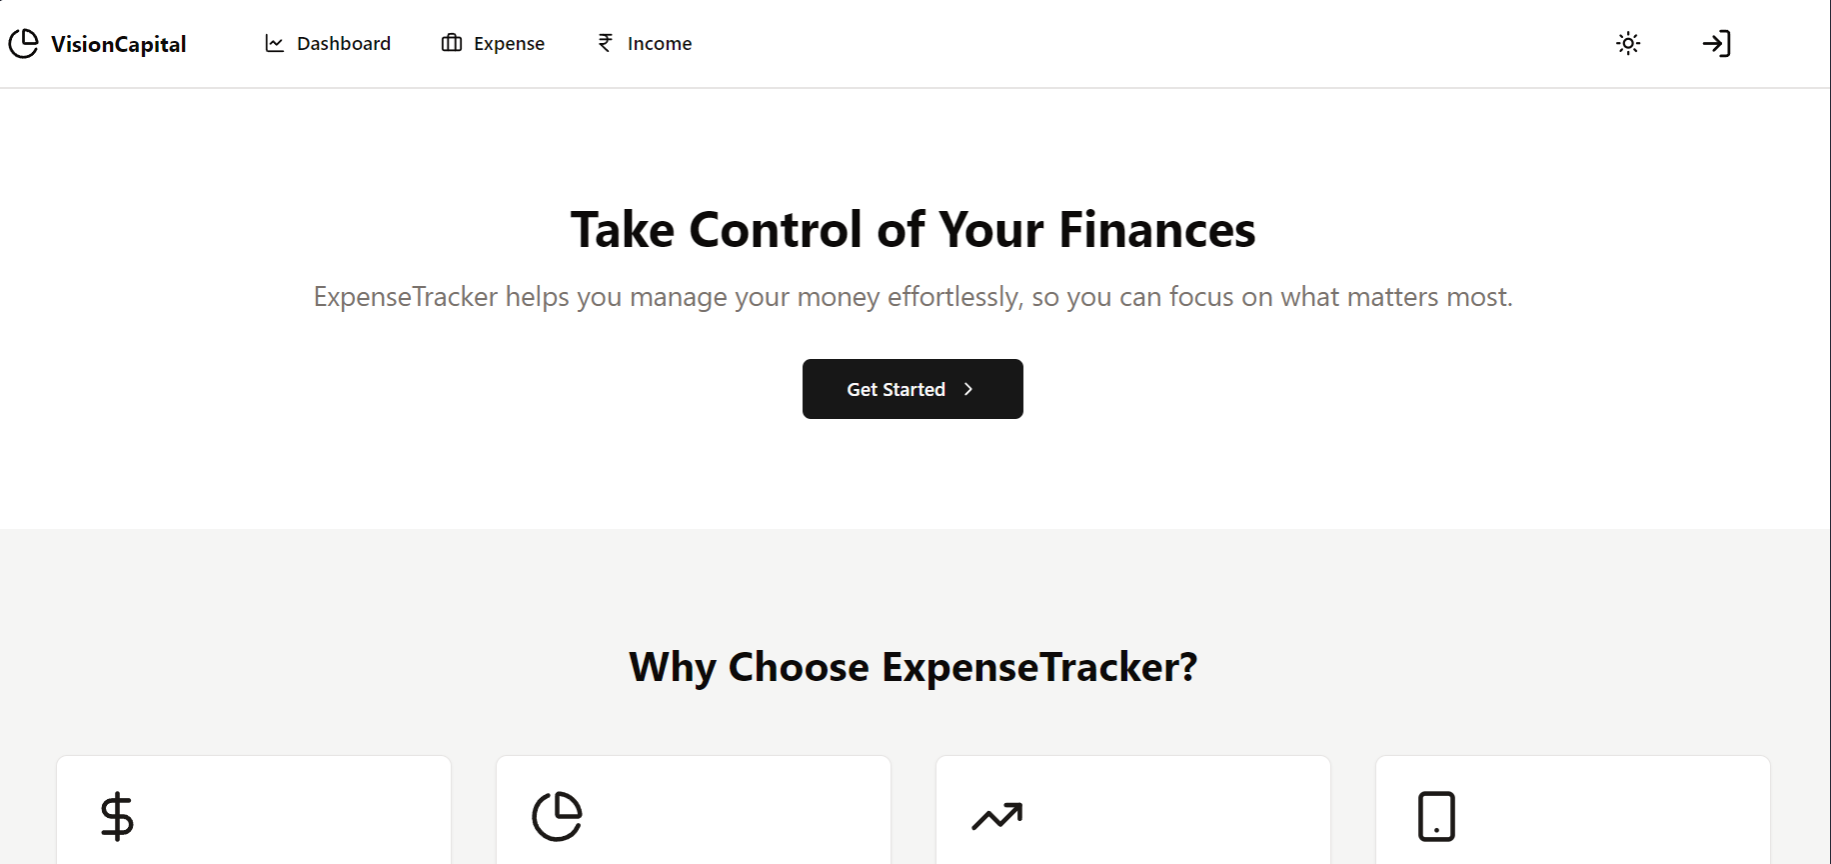 VisionCapital
Dashboard
Expense
Income
Take Control of Your Finances
ExpenseTracker helps you manage your money effortlessly, so you can focus on what matters most.
Get Started
Why Choose ExpenseTracker?